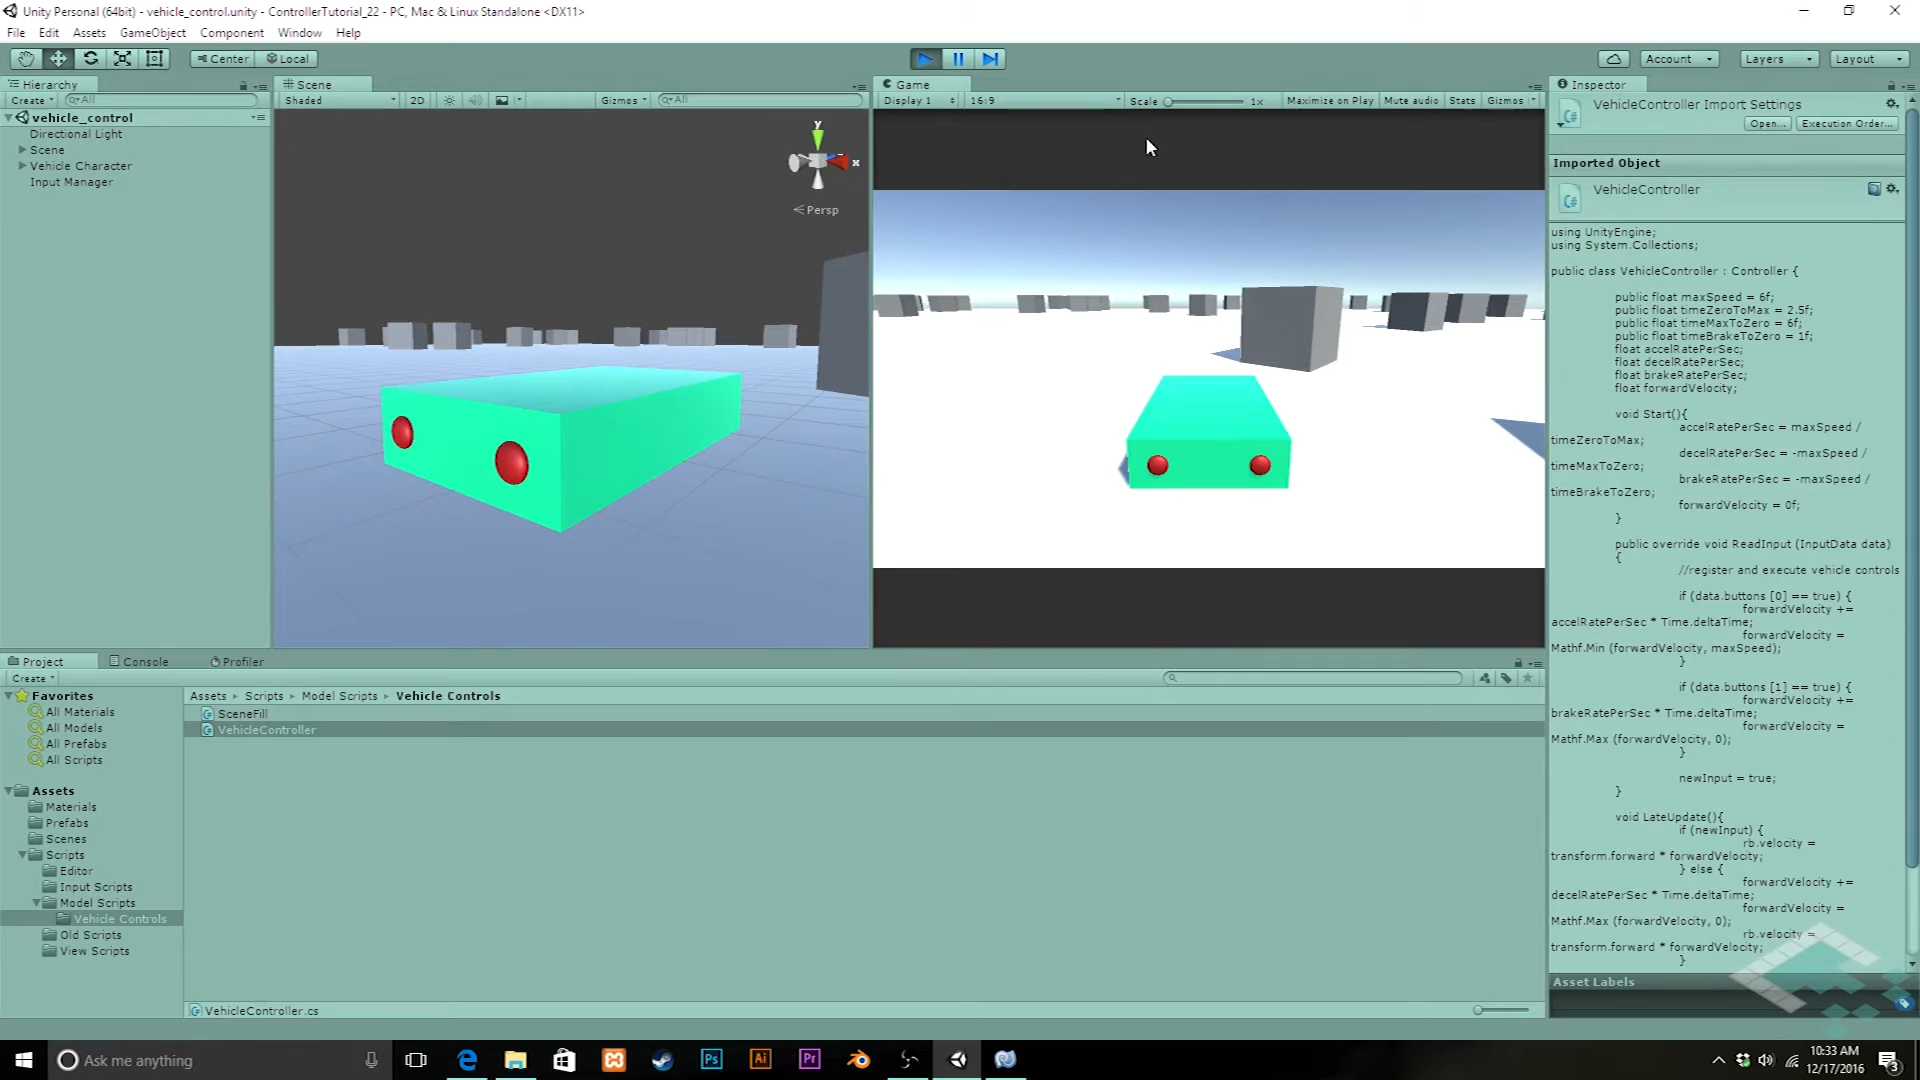 Unity Personal (64bit) - vehicle_control.unity - ControllerTutorial_22 - PC, Mac & Linux Standalone <DX11>
File Edit Assets GameObject Component Window Help
Center Local
Account Layers Layout
Hierarchy
Create All
vehicle_control
Directional Light
Scene
Vehicle Character
Input Manager
Scene
Shaded 2D Gizmos All
y
x
Persp
Game
Display 1 16:9 Scale 1x Maximize on Play Mute audio Stats Gizmos
Inspector
VehicleController Import Settings
Open... Execution Order...
Imported Object
VehicleController
C#
using UnityEngine;
using System.Collections;
public class VehicleController : Controller {
public float maxSpeed = 6f;
public float timeZeroToMax = 2.5f;
public float timeMaxToZero = 6f;
public float timeBrakeToZero = 1f;
float accelRatePerSec;
float decelRatePerSec;
float brakeRatePerSec;
float forwardVelocity;
void Start(){
accelRatePerSec = maxSpeed /
timeZeroToMax;
decelRatePerSec = -maxSpeed /
timeMaxToZero;
brakeRatePerSec = -maxSpeed /
timeBrakeToZero;
forwardVelocity = 0f;
}
public override void ReadInput (InputData data)
{
//register and execute vehicle controls
if (data.buttons [0] == true) {
forwardVelocity +=
accelRatePerSec * Time.deltaTime;
forwardVelocity =
Mathf.Min (forwardVelocity, maxSpeed);
}
if (data.buttons [1] == true) {
forwardVelocity +=
brakeRatePerSec * Time.deltaTime;
forwardVelocity =
Mathf.Max (forwardVelocity, 0);
}
newInput = true;
}
void LateUpdate(){
if (newInput) {
rb.velocity =
transform.forward * forwardVelocity;
} else {
forwardVelocity +=
decelRatePerSec * Time.deltaTime;
forwardVelocity =
Mathf.Max (forwardVelocity, 0);
rb.velocity =
transform.forward * forwardVelocity;
}
Asset Labels
Project Console Profiler
Create
Favorites
All Materials
All Models
All Prefabs
All Scripts
Assets
Materials
Prefabs
Scenes
Scripts
Editor
Input Scripts
Model Scripts
Vehicle Controls
Old Scripts
View Scripts
Assets Scripts Model Scripts Vehicle Controls
SceneFill
VehicleController
VehicleController.cs
Ask me anything
Ps Ai Pr
10:33 AM
12/17/2016
3